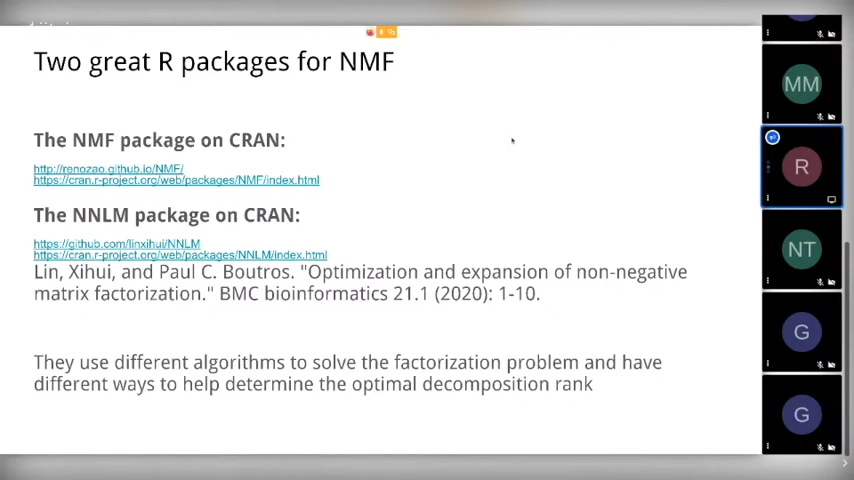 Two great R packages for NMF
The NMF package on CRAN:
http://renozao.github.io/NMF/
https://cran.r-project.org/web/packages/NMF/index.html
The NNLM package on CRAN:
https://github.com/linxihui/NNLM
https://cran.r-project.org/web/packages/NNLM/index.html
Lin, Xihui, and Paul C. Boutros. "Optimization and expansion of non-negative
matrix factorization." BMC bioinformatics 21.1 (2020): 1-10.
They use different algorithms to solve the factorization problem and have
different ways to help determine the optimal decomposition rank
MM
R
NT
G
G